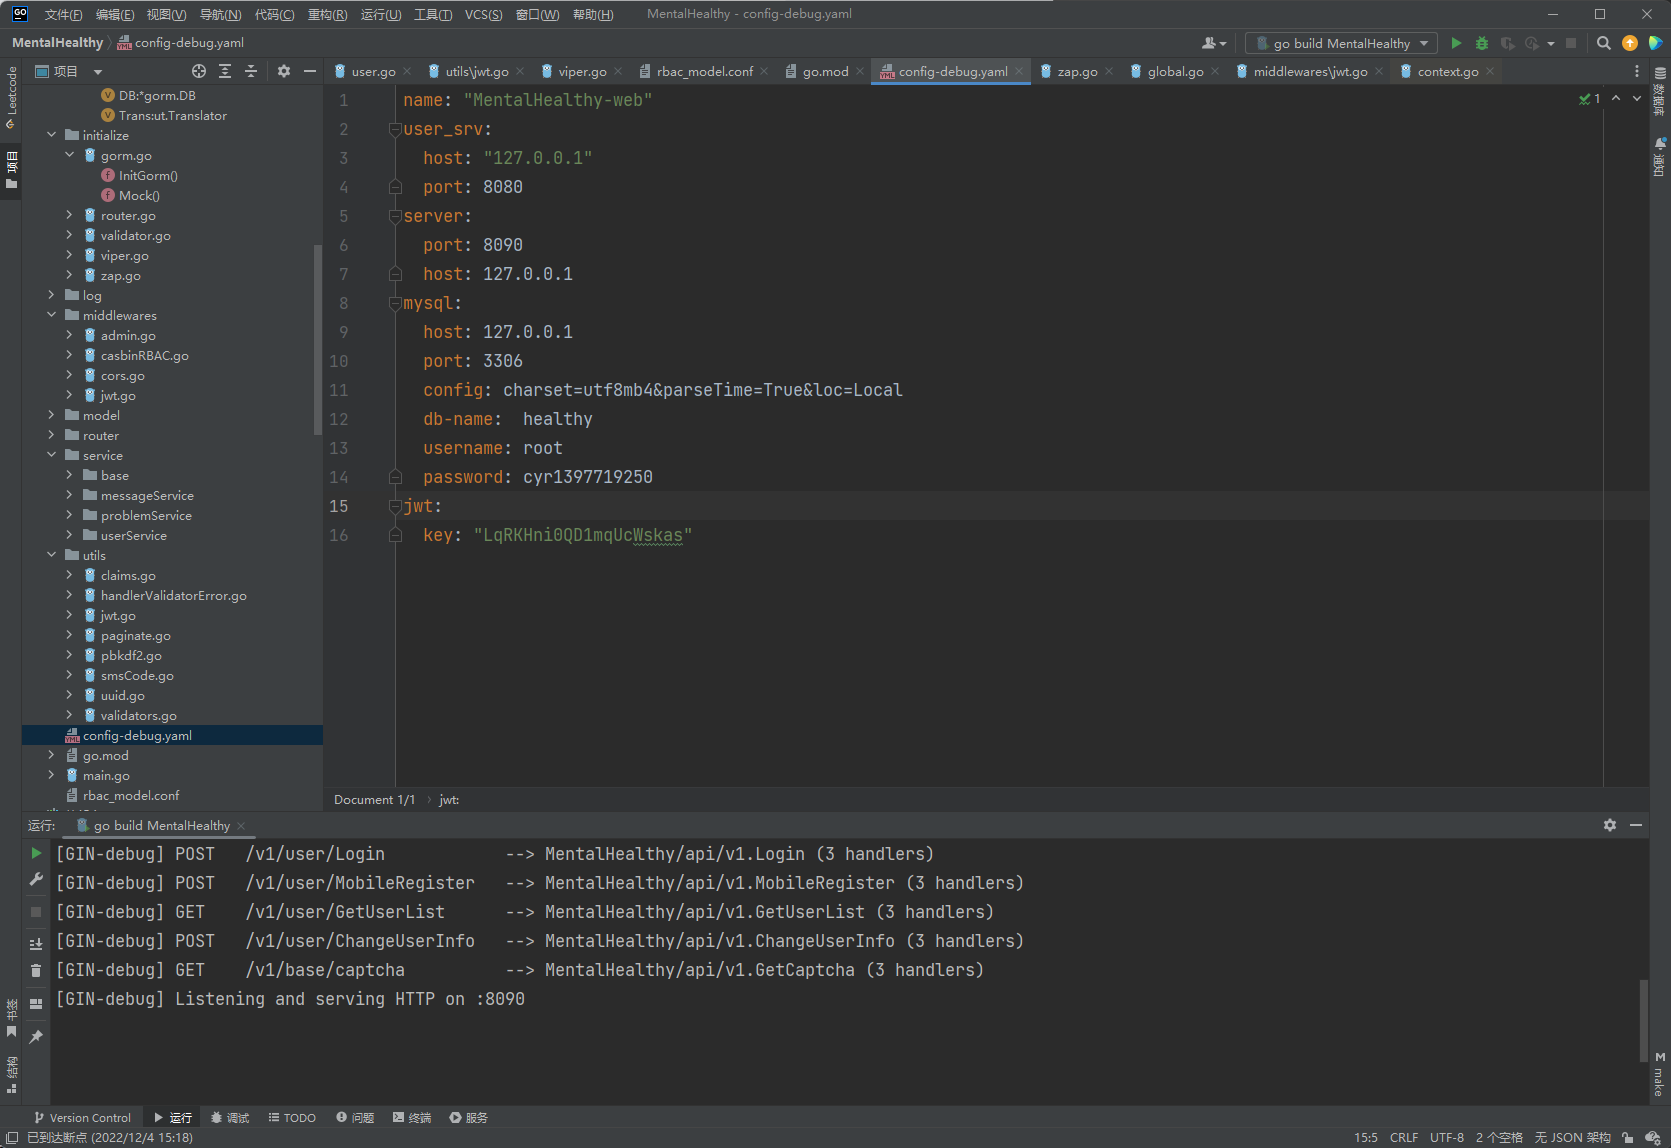 GO 文件(F) 编辑(E) 视图(V) 导航(N) 代码(C) 重构(R) 运行(U) 工具(T) VCS(S) 窗口(W) 帮助(H) MentalHealthy - config-debug.yaml
MentalHealthy config-debug.yaml go build MentalHealthy
项目
user.go utils\jwt.go viper.go rbac_model.conf go.mod config-debug.yaml zap.go global.go middlewares\jwt.go context.go
Leetcode
项目
书签
结构
DB:*gorm.DB
Trans:ut.Translator
initialize
gorm.go
InitGorm()
Mock()
router.go
validator.go
viper.go
zap.go
log
middlewares
admin.go
casbinRBAC.go
cors.go
jwt.go
model
router
service
base
messageService
problemService
userService
utils
claims.go
handlerValidatorError.go
jwt.go
paginate.go
pbkdf2.go
smsCode.go
uuid.go
validators.go
config-debug.yaml
go.mod
main.go
rbac_model.conf
1 name: "MentalHealthy-web"
2 user_srv:
3 host: "127.0.0.1"
4 port: 8080
5 server:
6 port: 8090
7 host: 127.0.0.1
8 mysql:
9 host: 127.0.0.1
10 port: 3306
11 config: charset=utf8mb4&parseTime=True&loc=Local
12 db-name:  healthy
13 username: root
14 password: cyr1397719250
15 jwt:
16 key: "LqRKHni0QD1mqUcWskas"
1
数据库
通知
make
Document 1/1 jwt:
运行: go build MentalHealthy
[GIN-debug] POST   /v1/user/Login            --> MentalHealthy/api/v1.Login (3 handlers)
[GIN-debug] POST   /v1/user/MobileRegister   --> MentalHealthy/api/v1.MobileRegister (3 handlers)
[GIN-debug] GET    /v1/user/GetUserList      --> MentalHealthy/api/v1.GetUserList (3 handlers)
[GIN-debug] POST   /v1/user/ChangeUserInfo   --> MentalHealthy/api/v1.ChangeUserInfo (3 handlers)
[GIN-debug] GET    /v1/base/captcha          --> MentalHealthy/api/v1.GetCaptcha (3 handlers)
[GIN-debug] Listening and serving HTTP on :8090
Version Control 运行 调试 TODO 问题 终端 服务
已到达断点 (2022/12/4 15:18) 15:5 CRLF UTF-8 2 个空格 无 JSON 架构